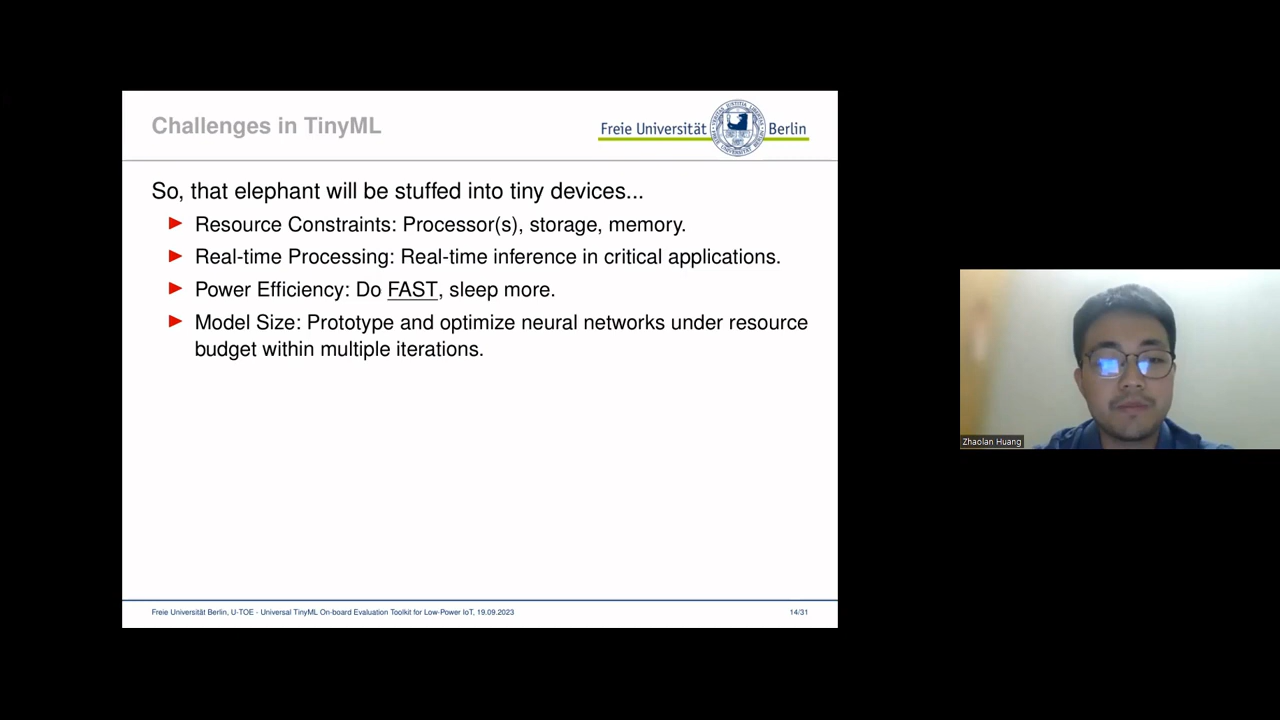 Challenges in TinyML
Freie Universität Berlin
So, that elephant will be stuffed into tiny devices...
Resource Constraints: Processor(s), storage, memory.
Real-time Processing: Real-time inference in critical applications.
Power Efficiency: Do FAST, sleep more.
Model Size: Prototype and optimize neural networks under resource
budget within multiple iterations.
Zhaolan Huang
Freie Universität Berlin, U-TOE - Universal TinyML On-board Evaluation Toolkit for Low-Power IoT, 19.09.2023
14/31